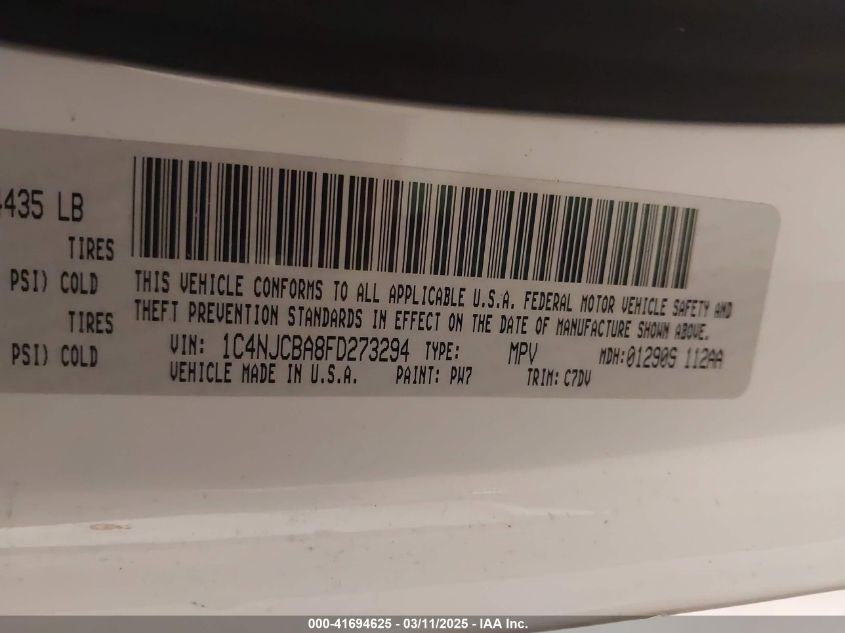 4435 LB
TIRES
PSI) COLD
TIRES
PSI) COLD
THIS VEHICLE CONFORMS TO ALL APPLICABLE U.S.A. FEDERAL MOTOR VEHICLE SAFETY AND
THEFT PREVENTION STANDARDS IN EFFECT ON THE DATE OF MANUFACTURE SHOWN ABOVE.
VIN: 1C4NJCBA8FD273294 TYPE: MPV MDH:01290S 112AA
VEHICLE MADE IN U.S.A. PAINT: PW7 TRIM: C7DV
000-41694625 - 03/11/2025 - IAA Inc.